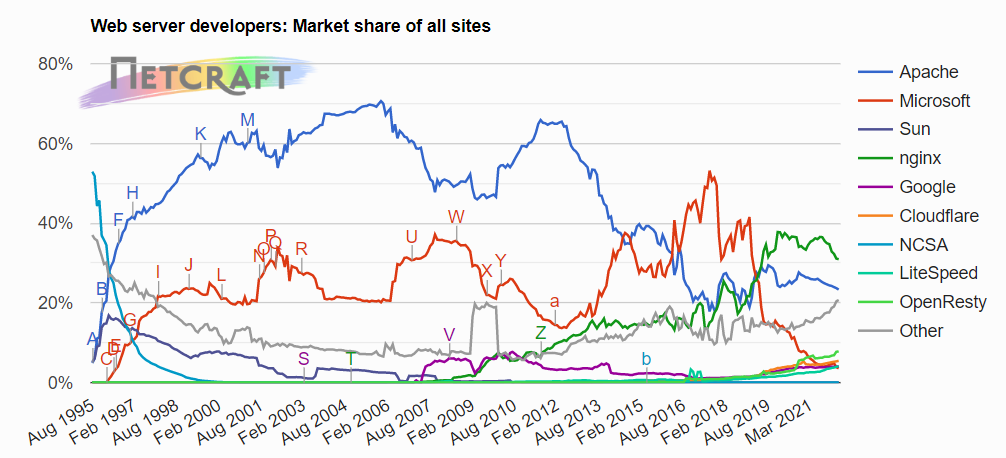 Web server developers: Market share of all sites
NETCRAFT
80%
60%
40%
20%
0%
A
B
C
D
E
F
G
H
I
J
K
L
M
N
O
P
Q
R
S
T
U
V
W
X
Y
Z
a
b
Aug 1995
Feb 1997
Aug 1998
Feb 2000
Aug 2001
Feb 2003
Aug 2004
Feb 2006
Aug 2007
Feb 2009
Aug 2010
Feb 2012
Aug 2013
Feb 2015
Aug 2016
Feb 2018
Aug 2019
Mar 2021
Apache
Microsoft
Sun
nginx
Google
Cloudflare
NCSA
LiteSpeed
OpenResty
Other